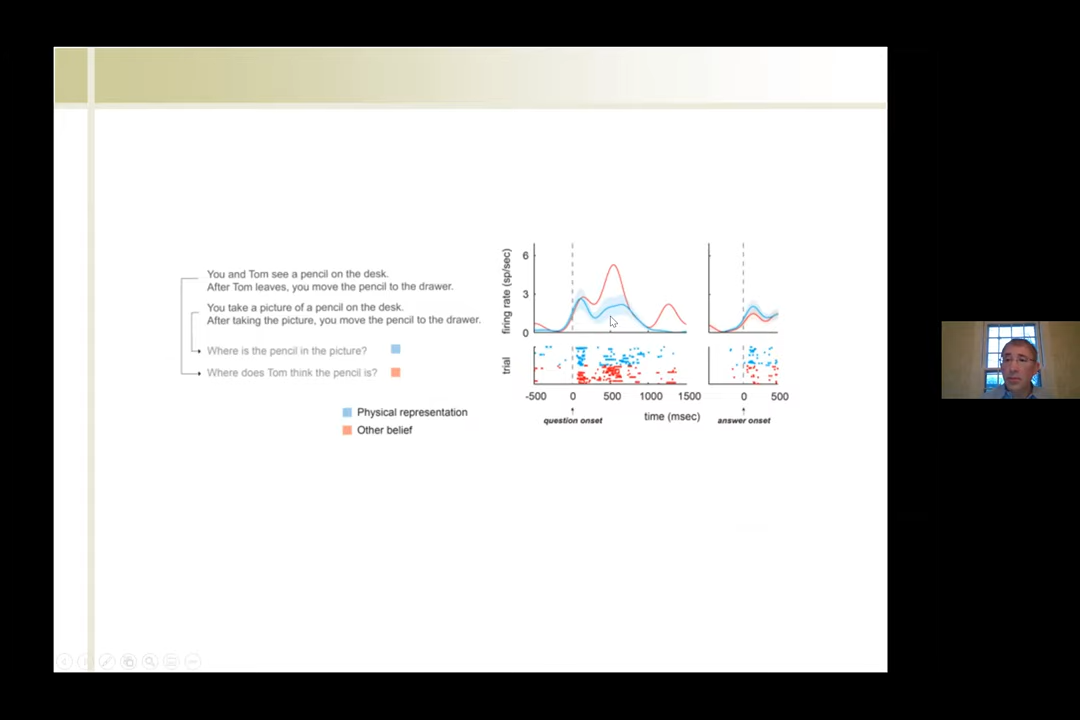 You and Tom see a pencil on the desk.
After Tom leaves, you move the pencil to the drawer.
You take a picture of a pencil on the desk.
After taking the picture, you move the pencil to the drawer.
Where is the pencil in the picture?
Where does Tom think the pencil is?
Physical representation
Other belief
firing rate (sp/sec)
6
3
0
trial
-500 0 500 1000 1500
0 500
time (msec)
question onset
answer onset